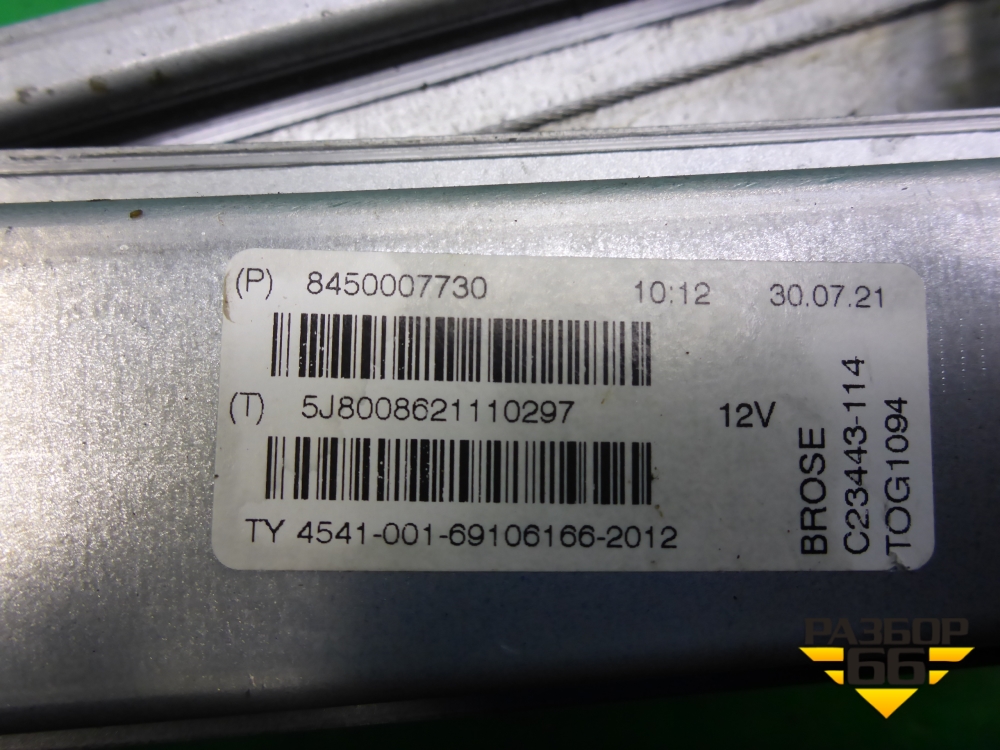 (P) 8450007730 10:12 30.07.21
(T) 5J8008621110297 12V
TY 4541-001-69106166-2012
BROSE
C23443-114
TOG1094
РАЗБОР
66